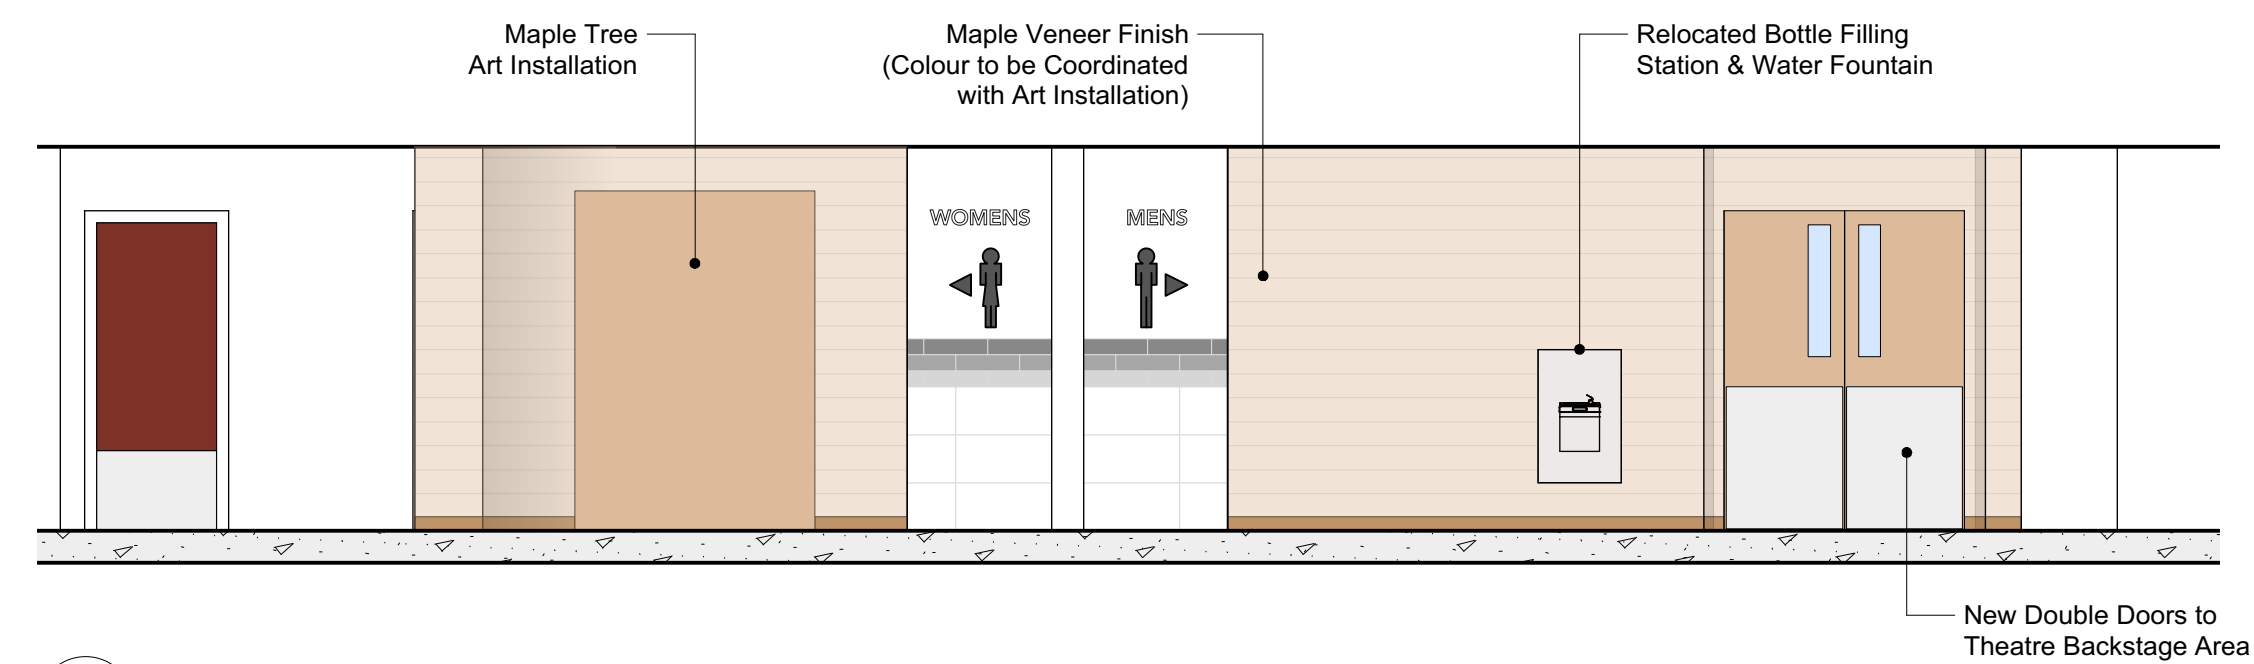 Maple Tree
Art Installation
Maple Veneer Finish
(Colour to be Coordinated
with Art Installation)
Relocated Bottle Filling
Station & Water Fountain
WOMENS
MENS
New Double Doors to
Theatre Backstage Area